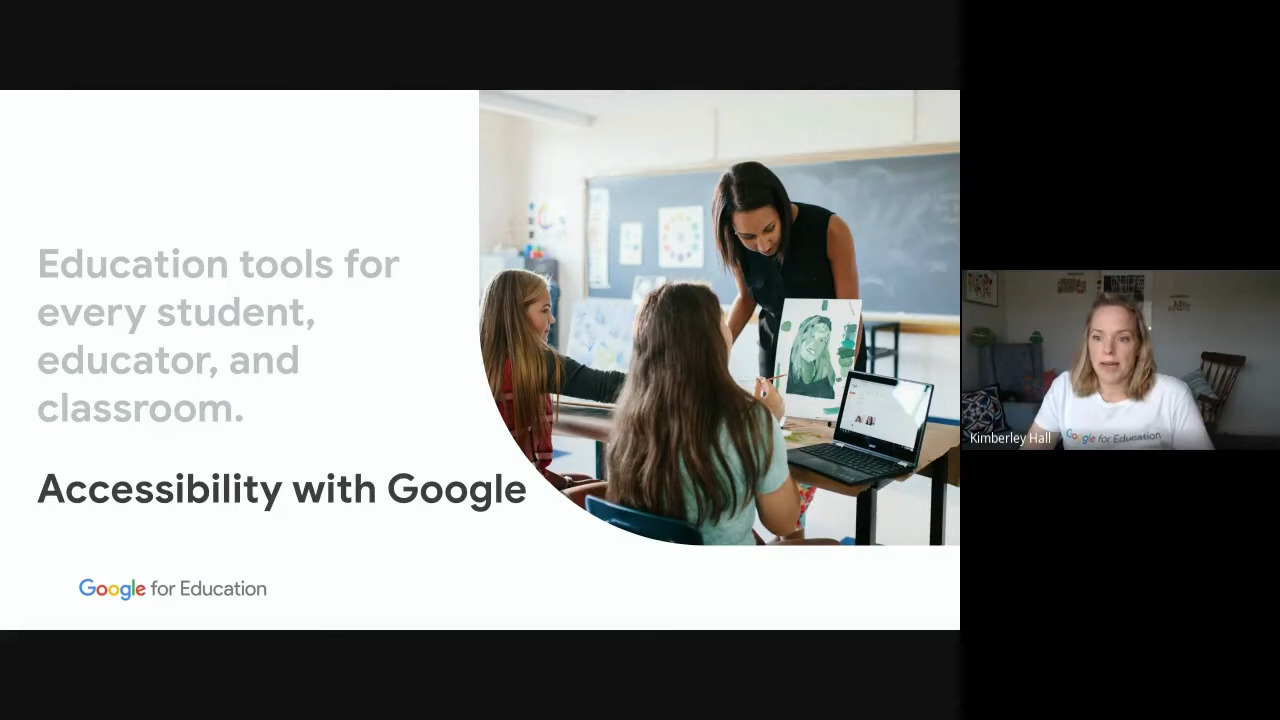 Education tools for
every student,
educator, and
classroom.
Accessibility with Google
Google for Education
Kimberley Hall
Google for Education